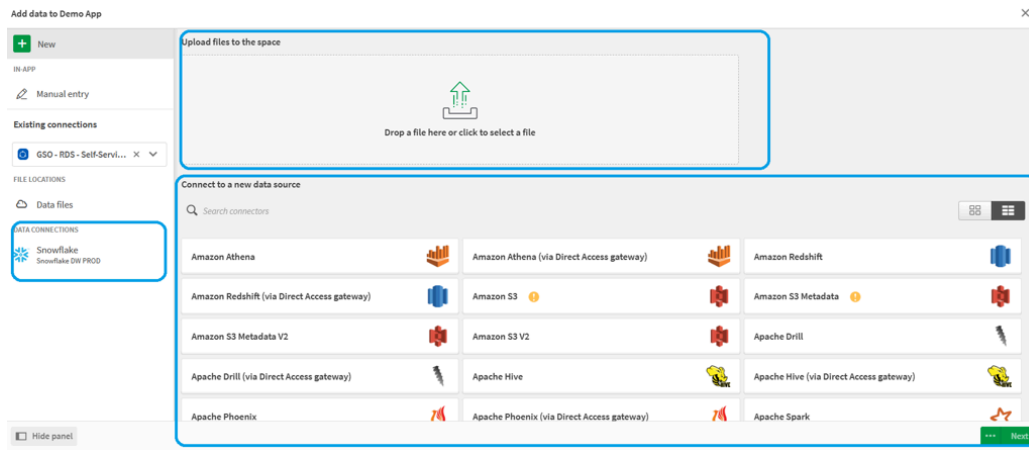 Add data to Demo App
New
IN-APP
Manual entry
Existing connections
GSO - RDS - Self-Servi...
FILE LOCATIONS
Data files
DATA CONNECTIONS
Snowflake
Snowflake DW PROD
Hide panel
Upload files to the space
Drop a file here or click to select a file
Connect to a new data source
Search connectors
Amazon Athena
Amazon Athena (via Direct Access gateway)
Amazon Redshift
Amazon Redshift (via Direct Access gateway)
Amazon S3
Amazon S3 Metadata
Amazon S3 Metadata V2
Amazon S3 V2
Apache Drill
Apache Drill (via Direct Access gateway)
Apache Hive
HIVE
Apache Hive (via Direct Access gateway)
HIVE
Apache Phoenix
Apache Phoenix (via Direct Access gateway)
Apache Spark
Next